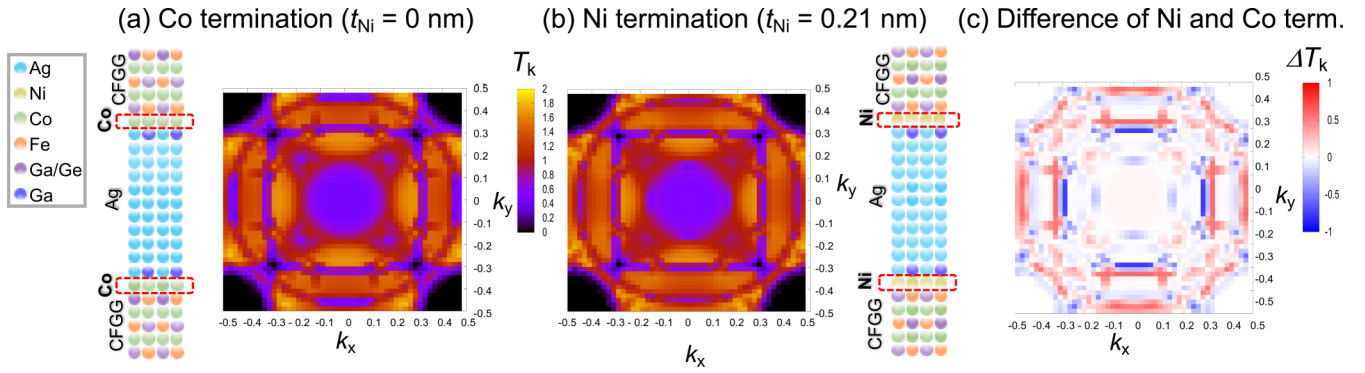 (a) Co termination (tNi = 0 nm)
(b) Ni termination (tNi = 0.21 nm)
(c) Difference of Ni and Co term.
Ag
Ni
Co
Fe
Ga/Ge
Ga
CFGG
Co
Ag
Co
CFGG
0.5
0.4
0.3
0.2
0.1
0
-0.1
-0.2
-0.3
-0.4
-0.5
ky
-0.5 -0.4 -0.3 -0.2 - 0.1 0 0.1 0.2 0.3 0.4 0.5
kx
Tk
2
1.8
1.6
1.4
1.2
1
0.8
0.6
0.4
0.2
0
0.5
0.4
0.3
0.2
0.1
0
-0.1
-0.2
-0.3
-0.4
-0.5
ky
-0.5 -0.4 -0.3 -0.2 - 0.1 0 0.1 0.2 0.3 0.4 0.5
kx
CFGG
Ni
Ag
Ni
CFGG
0.5
0.4
0.3
0.2
0.1
0
-0.1
-0.2
-0.3
-0.4
-0.5
ky
-0.5 -0.4 -0.3 -0.2 - 0.1 0 0.1 0.2 0.3 0.4 0.5
kx
ΔTk
1
0.5
0
-0.5
-1